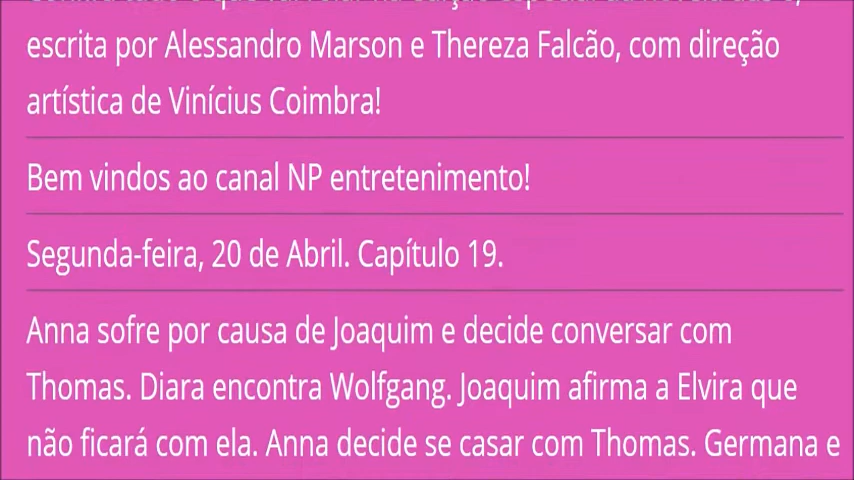 escrita por Alessandro Marson e Thereza Falcão, com direção
artística de Vinícius Coimbra!
Bem vindos ao canal NP entretenimento!
Segunda-feira, 20 de Abril. Capítulo 19.
Anna sofre por causa de Joaquim e decide conversar com
Thomas. Diara encontra Wolfgang. Joaquim afirma a Elvira que
não ficará com ela. Anna decide se casar com Thomas. Germana e